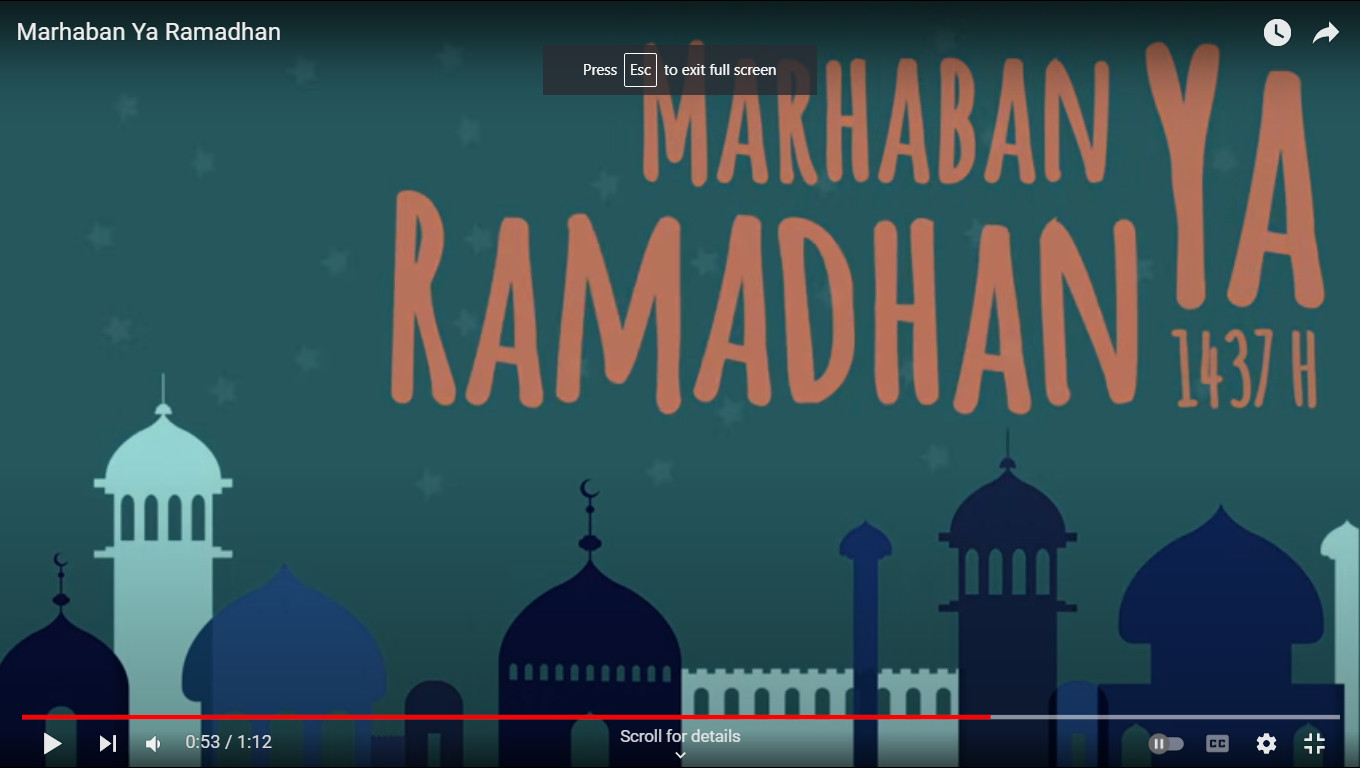 Marhaban Ya Ramadhan
Press Esc to exit full screen
MARHABAN YA
RAMADHAN
1437 H
0:53 / 1:12
Scroll for details
CC